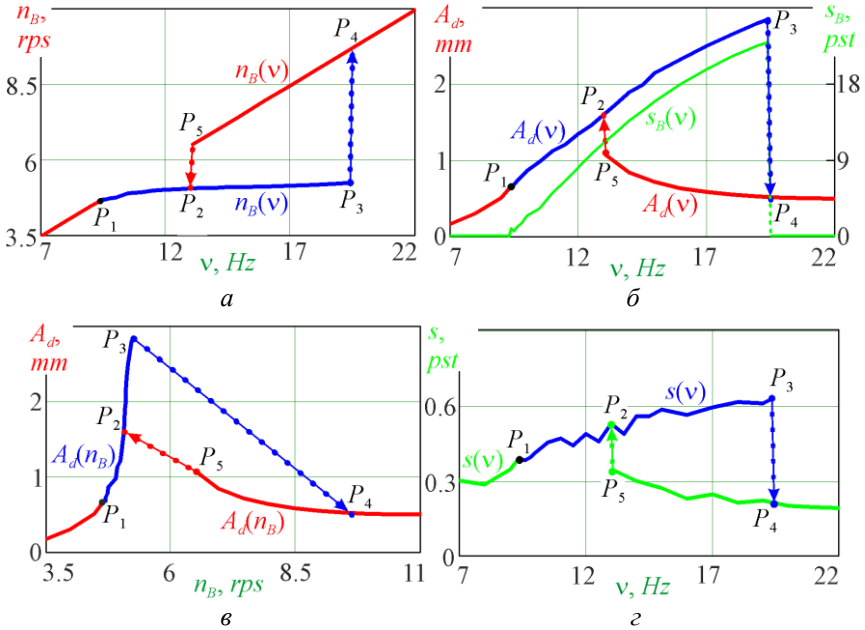 n_B,
rps
8.5
6
3.5
7
12
17
22
ν, Hz
n_B(ν)
n_B(ν)
P_1
P_2
P_3
P_4
P_5
а
A_d,
mm
2
1
0
s_B,
pst
18
9
0
7
12
17
22
ν, Hz
A_d(ν)
s_B(ν)
A_d(ν)
P_1
P_2
P_3
P_4
P_5
б
A_d,
mm
2
1
0
3.5
6
8.5
11
n_B, rps
A_d(n_B)
A_d(n_B)
P_1
P_2
P_3
P_4
P_5
в
s,
pst
0.6
0.3
0
7
12
17
22
ν, Hz
s(ν)
s(ν)
P_1
P_2
P_3
P_4
P_5
г